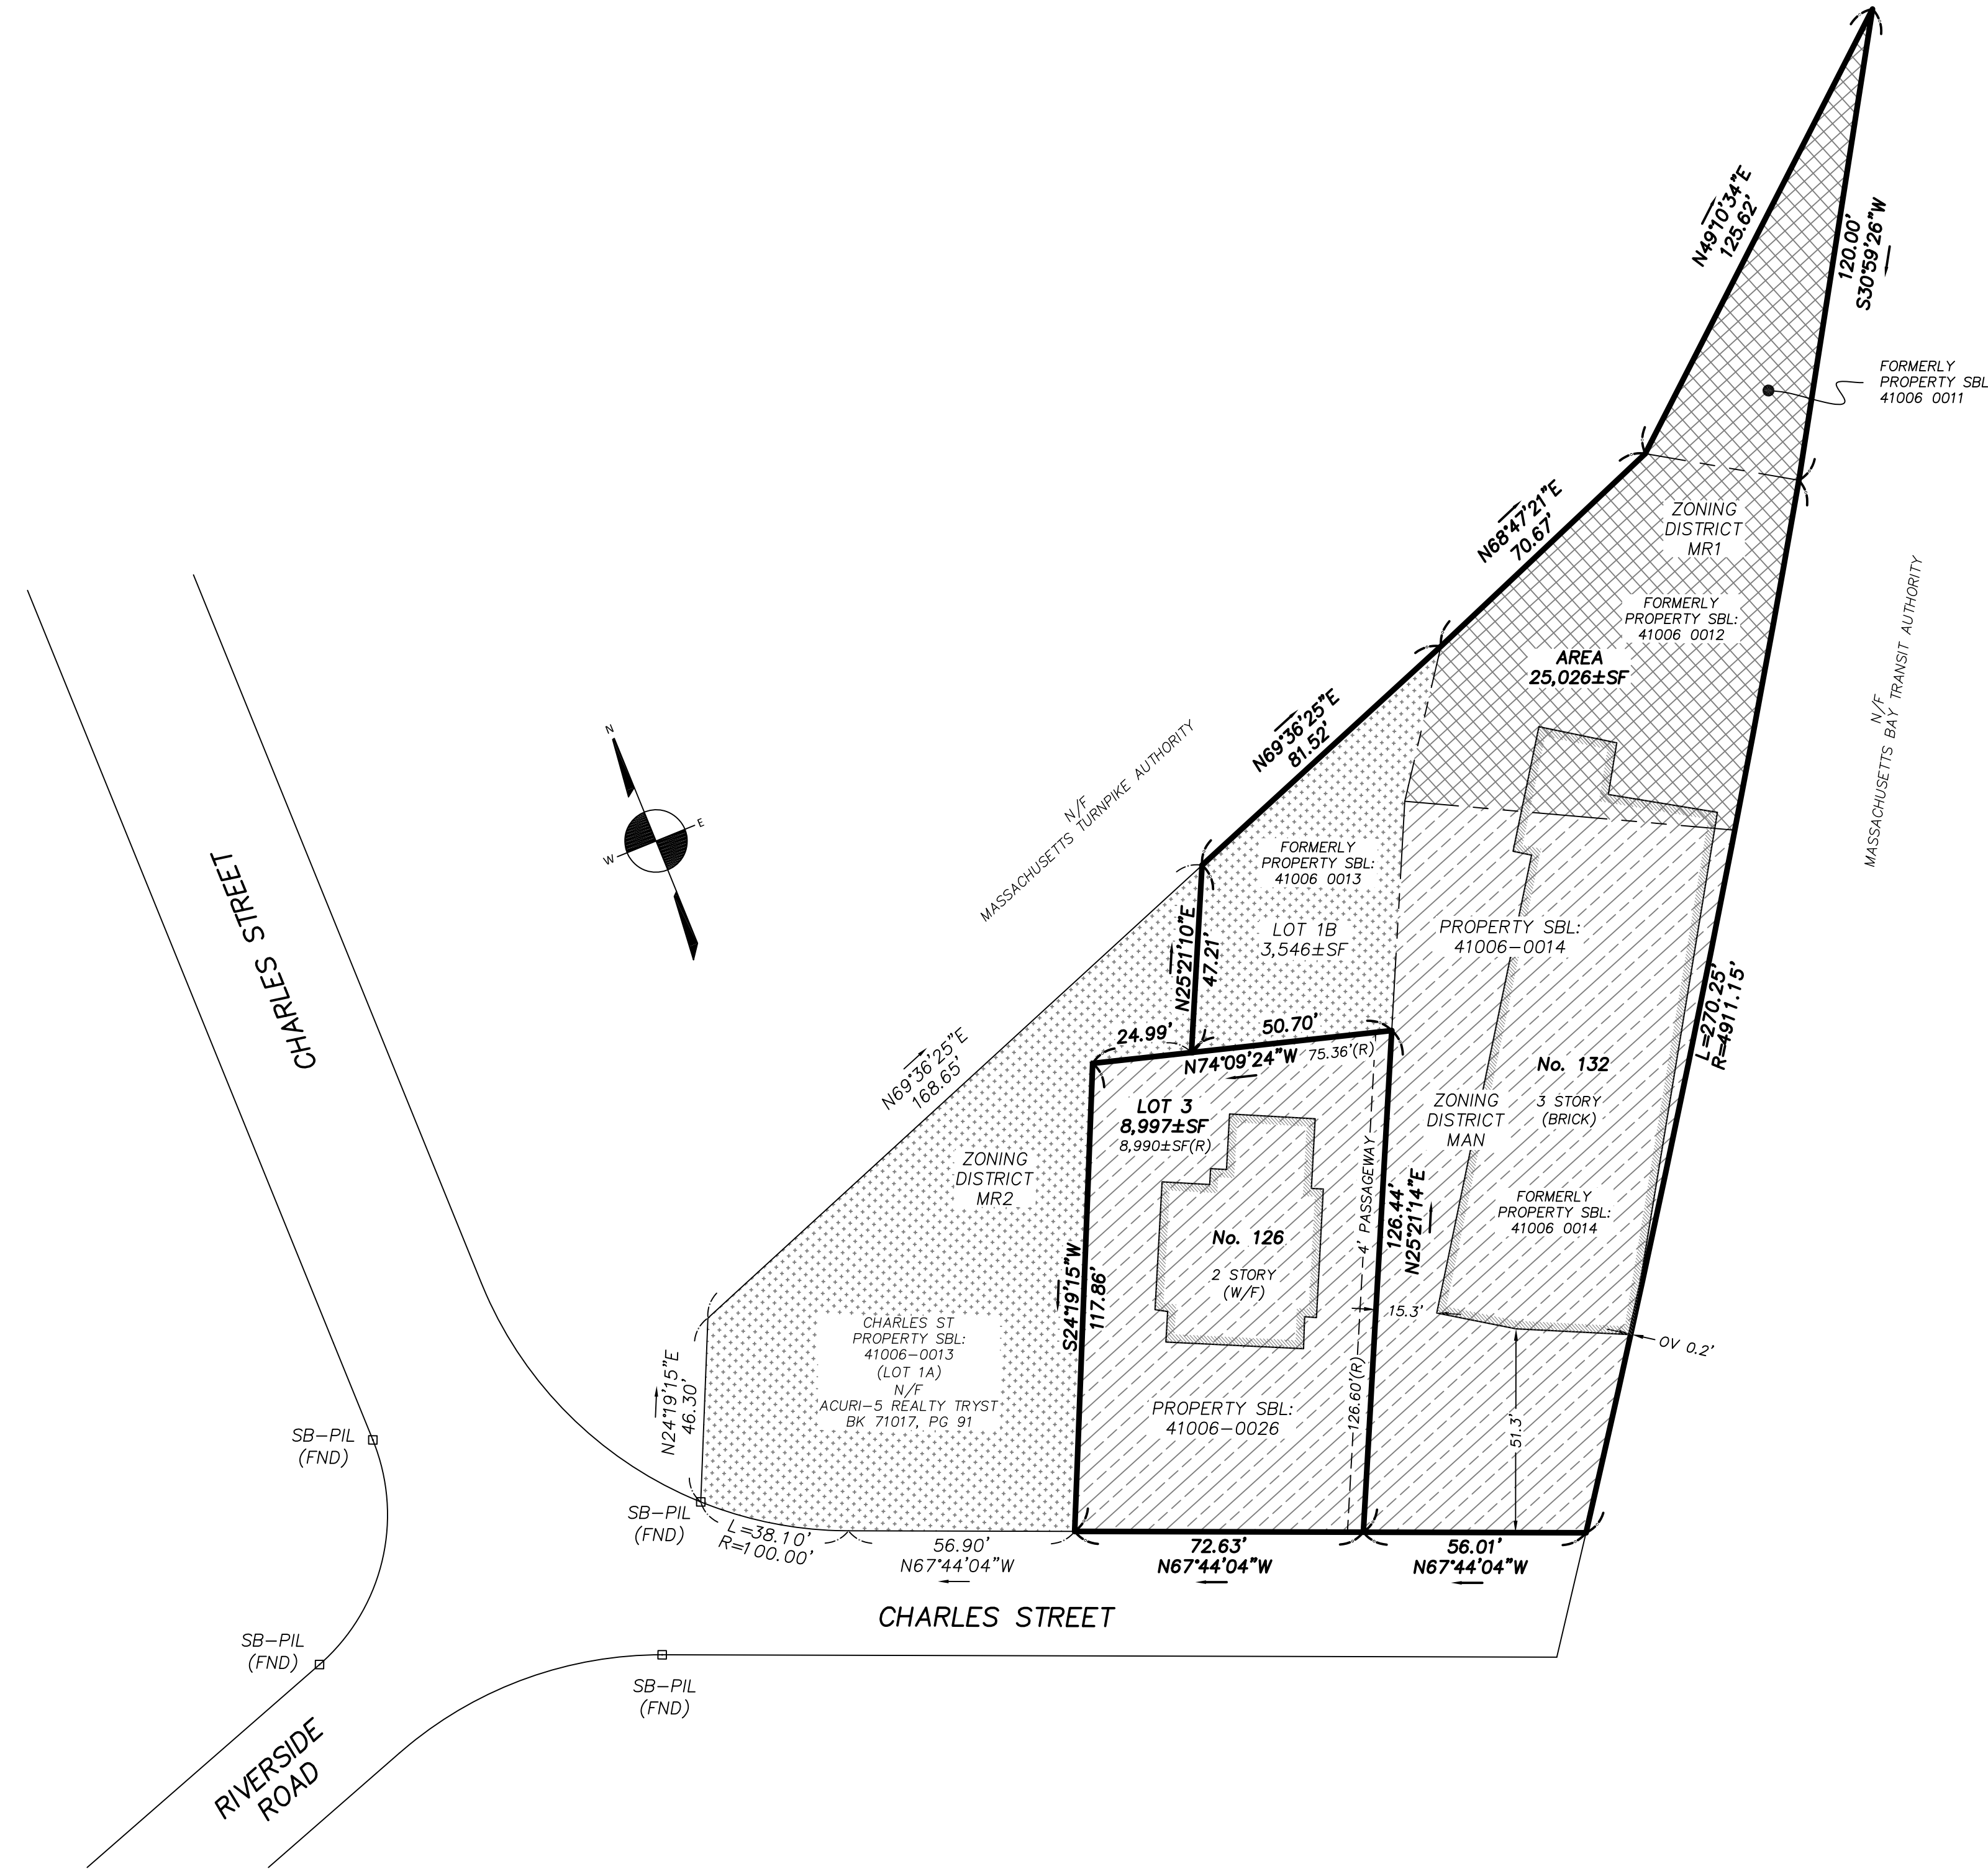 N49°10'34"E
125.62'
120.00'
S30°59'26"W
FORMERLY
PROPERTY SBL
41006 0011
N68°47'21"E
70.67'
ZONING
DISTRICT
MR1
FORMERLY
PROPERTY SBL:
41006 0012
AREA
25,026±SF
N/F
MASSACHUSETTS BAY TRANSIT AUTHORITY
N69°36'25"E
81.52'
N/F
MASSACHUSETTS TURNPIKE AUTHORITY
N
E
W
CHARLES STREET
FORMERLY
PROPERTY SBL:
41006 0013
LOT 1B
3,546±SF
N25°21'10"E
47.21'
PROPERTY SBL:
41006-0014
L=270.25'
R=4911.15'
24.99'
50.70'
N74°09'24"W
75.36'(R)
N69°36'25"E
168.65'
No. 132
3 STORY
(BRICK)
ZONING
DISTRICT
MAN
LOT 3
8,997±SF
8,990±SF(R)
ZONING
DISTRICT
MR2
4' PASSAGEWAY
126.44'
N25°21'14"E
FORMERLY
PROPERTY SBL:
41006 0014
No. 126
2 STORY
(W/F)
S24°19'15"W
117.86'
15.3'
OV 0.2'
CHARLES ST
PROPERTY SBL:
41006-0013
(LOT 1A)
N/F
ACURI-5 REALTY TRYST
BK 71017, PG 91
N24°19'15"E
46.30'
126.60'(R)
PROPERTY SBL:
41006-0026
51.3'
SB-PIL
(FND)
SB-PIL
(FND)
L=38.10'
R=100.00'
56.90'
N67°44'04"W
72.63'
N67°44'04"W
56.01'
N67°44'04"W
CHARLES STREET
SB-PIL
(FND)
SB-PIL
(FND)
RIVERSIDE
ROAD